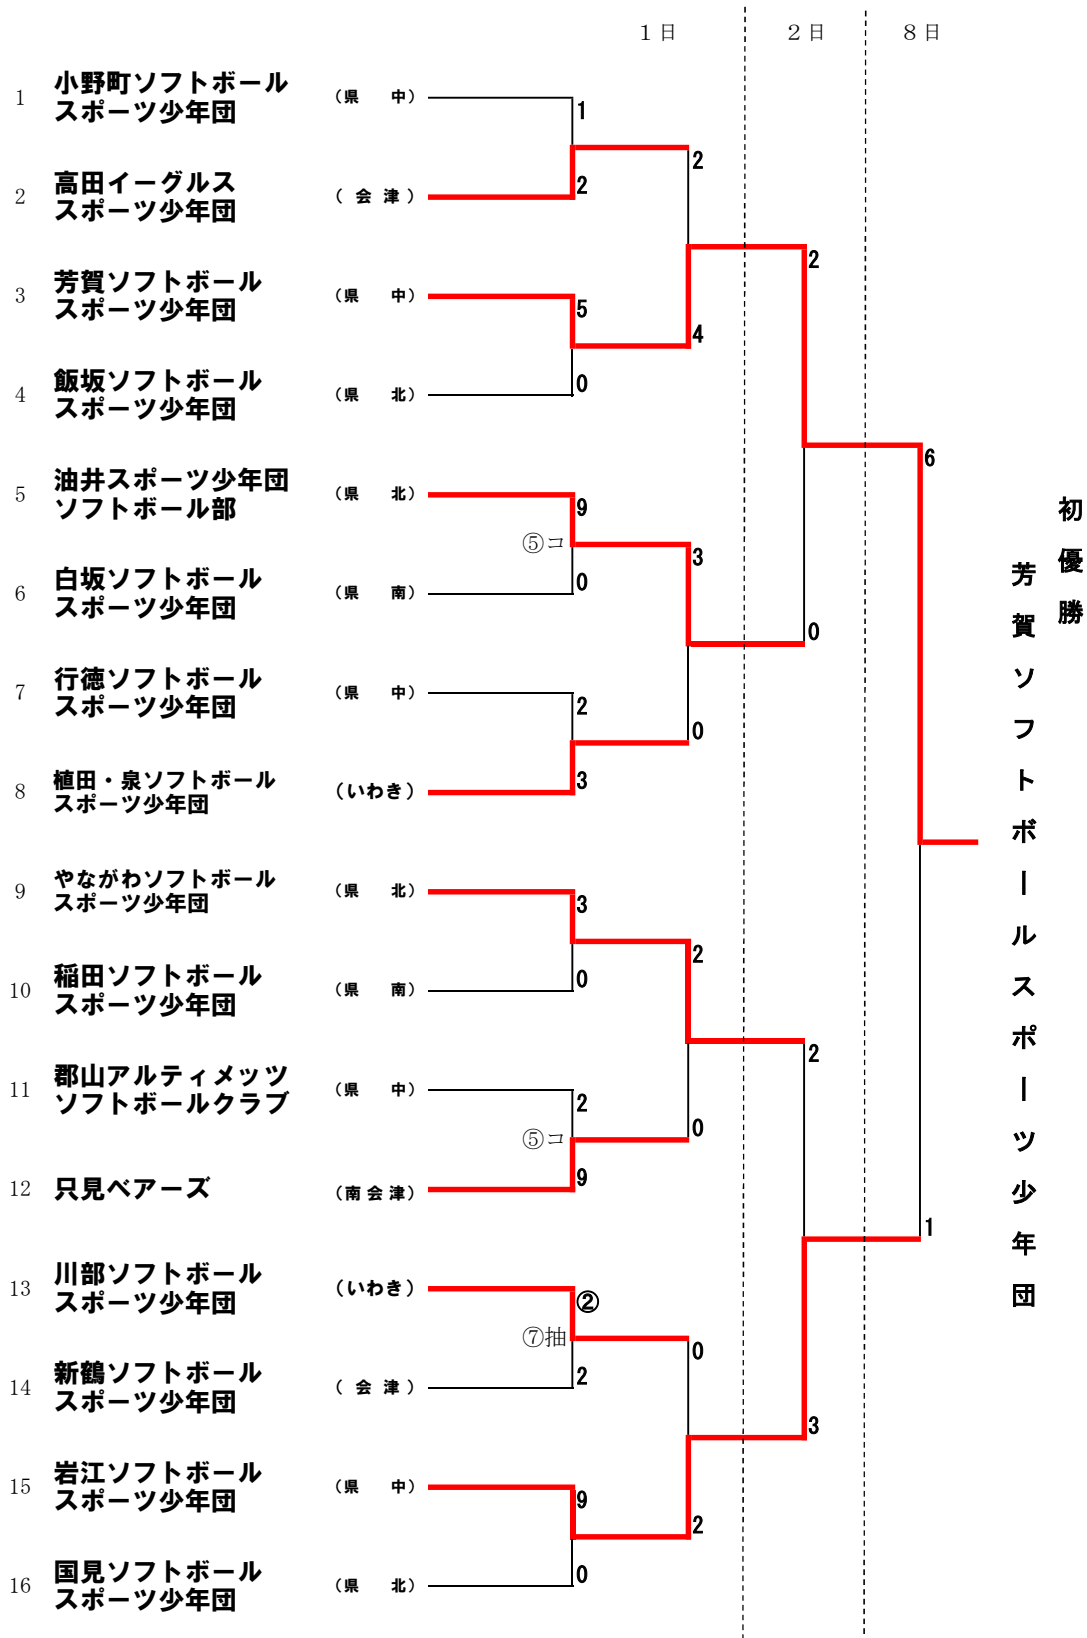 1日 2日 8日
1 小野町ソフトボール
スポーツ少年団 (県 中)
1
2
2 高田イーグルス
スポーツ少年団 (会津)
2
2
3 芳賀ソフトボール
スポーツ少年団 (県 中)
5
4
4 飯坂ソフトボール
スポーツ少年団 (県 北)
0
6
5 油井スポーツ少年団
ソフトボール部 (県 北)
9
⑤コ
3
6 白坂ソフトボール
スポーツ少年団 (県 南)
0
0
7 行徳ソフトボール
スポーツ少年団 (県 中)
2
0
8 植田・泉ソフトボール
スポーツ少年団 (いわき)
3
9 やながわソフトボール
スポーツ少年団 (県 北)
3
2
10 稲田ソフトボール
スポーツ少年団 (県 南)
0
2
11 郡山アルティメッツ
ソフトボールクラブ (県 中)
2
⑤コ
0
12 只見ベアーズ (南会津)
9
1
13 川部ソフトボール
スポーツ少年団 (いわき)
②
⑦抽
0
14 新鶴ソフトボール
スポーツ少年団 (会津)
2
3
15 岩江ソフトボール
スポーツ少年団 (県 中)
9
2
16 国見ソフトボール
スポーツ少年団 (県 北)
0
初優勝
芳賀ソフトボールスポーツ少年団